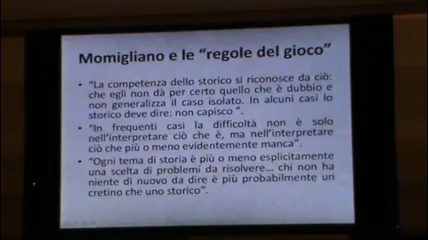 Momigliano e le “regole del gioco”
• “La competenza dello storico si riconosce da ciò:
che egli non dà per certo quello che è dubbio e
non generalizza il caso isolato. In alcuni casi lo
storico deve dire: non capisco ”.
• “In frequenti casi la difficoltà non è solo
nell’interpretare ciò che è, ma nell’interpretare
ciò che più o meno evidentemente manca”.
• “Ogni tema di storia è più o meno esplicitamente
una scelta di problemi da risolvere… chi non ha
niente di nuovo da dire è più probabilmente un
cretino che uno storico”.